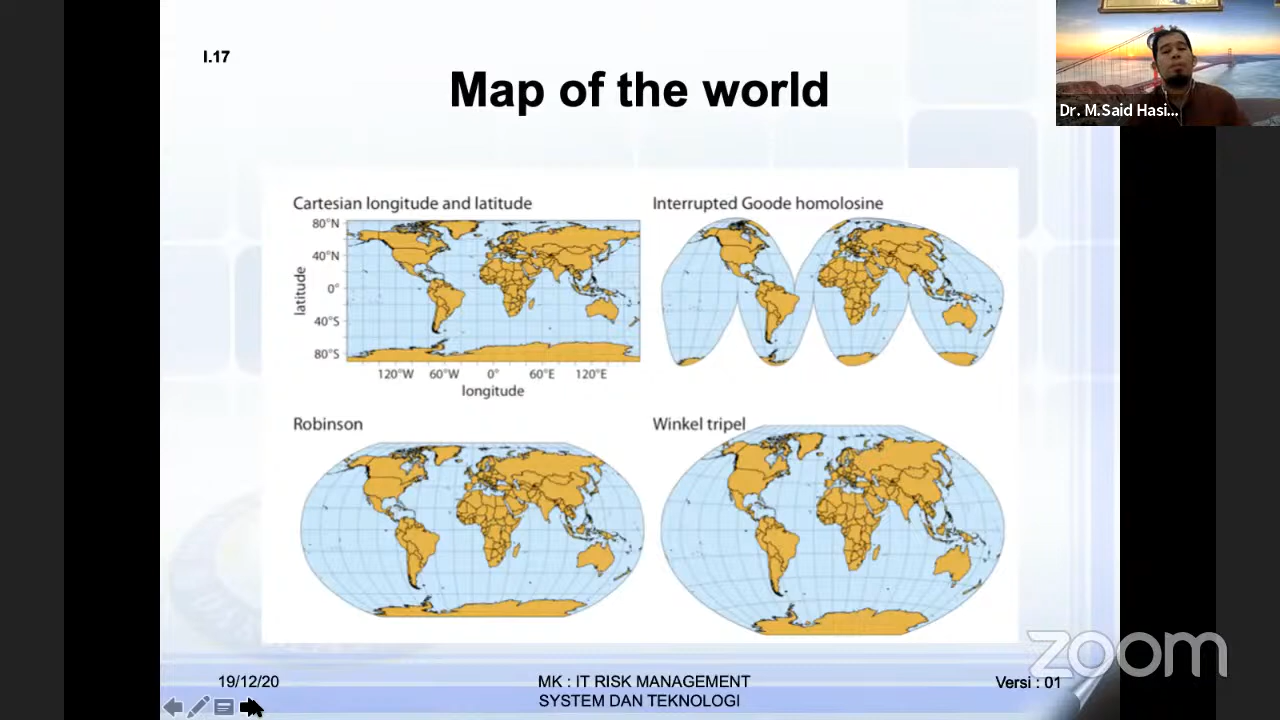 I.17
Map of the world
Dr. M.Said Hasi...
Cartesian longitude and latitude
80°N
40°N
0°
40°S
80°S
latitude
120°W 60°W 0° 60°E 120°E
longitude
Interrupted Goode homolosine
Robinson
Winkel tripel
zoom
19/12/20
MK : IT RISK MANAGEMENT
SYSTEM DAN TEKNOLOGI
Versi : 01